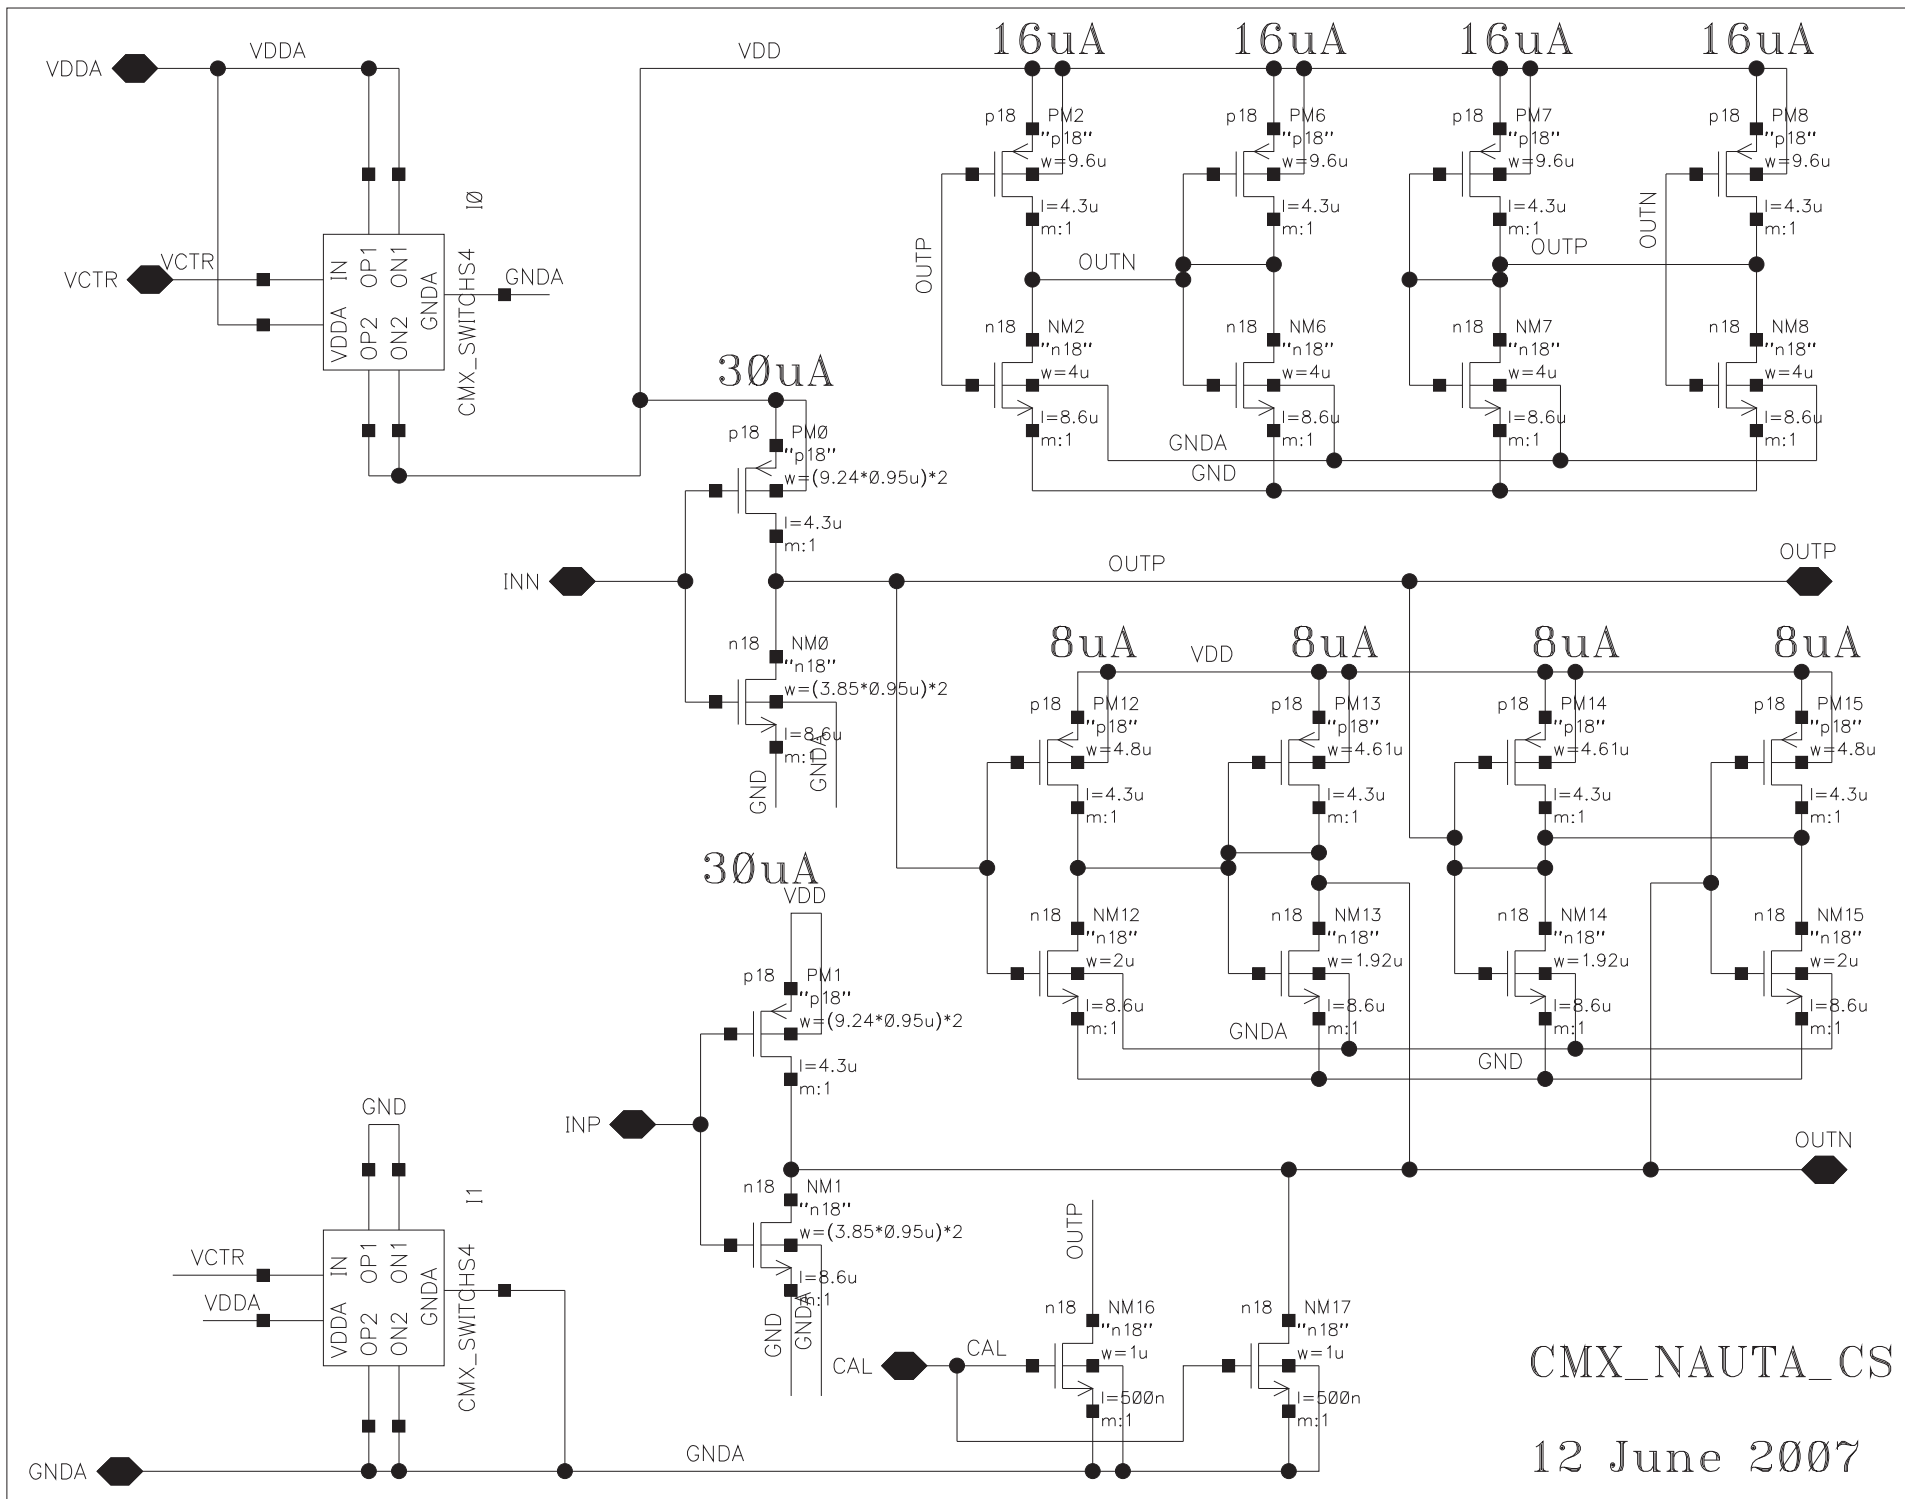 16uA 16uA 16uA 16uA
VDDA VDDA VDD
p18 PM2 p18 PM6 p18 PM7 p18 PM8
"p18" "p18" "p18" "p18"
w=9.6u w=9.6u w=9.6u w=9.6u
l=4.3u l=4.3u l=4.3u l=4.3u
m:1 m:1 m:1 m:1
OUTP OUTN OUTP OUTN
I0
VCTR VCTR
IN OP1 ON1
VDDA OP2 ON2 GNDA
GNDA
CMX_SWITCHS4
n18 NM2 n18 NM6 n18 NM7 n18 NM8
"n18" "n18" "n18" "n18"
w=4u w=4u w=4u w=4u
l=8.6u l=8.6u l=8.6u l=8.6u
m:1 m:1 m:1 m:1
GNDA
GND
30uA
p18 PM0
"p18"
w=(9.24*0.95u)*2
l=4.3u
m:1
INN OUTP OUTP
n18 NM0
"n18"
w=(3.85*0.95u)*2
l=8.6u
m:1
GND GNDA
8uA 8uA 8uA 8uA
VDD
p18 PM12 p18 PM13 p18 PM14 p18 PM15
"p18" "p18" "p18" "p18"
w=4.8u w=4.61u w=4.61u w=4.8u
l=4.3u l=4.3u l=4.3u l=4.3u
m:1 m:1 m:1 m:1
n18 NM12 n18 NM13 n18 NM14 n18 NM15
"n18" "n18" "n18" "n18"
w=2u w=1.92u w=1.92u w=2u
l=8.6u l=8.6u l=8.6u l=8.6u
m:1 m:1 m:1 m:1
GNDA
GND
30uA
VDD
p18 PM1
"p18"
w=(9.24*0.95u)*2
l=4.3u
m:1
INP OUTN
n18 NM1
"n18"
w=(3.85*0.95u)*2
l=8.6u
m:1
GND GNDA
GND
I1
VCTR
VDDA
IN OP1 ON1
VDDA OP2 ON2 GNDA
CMX_SWITCHS4
OUTP
n18 NM16 n18 NM17
"n18" "n18"
w=1u w=1u
CAL CAL
l=500n l=500n
m:1 m:1
GNDA GNDA
CMX_NAUTA_CS
12 June 2007